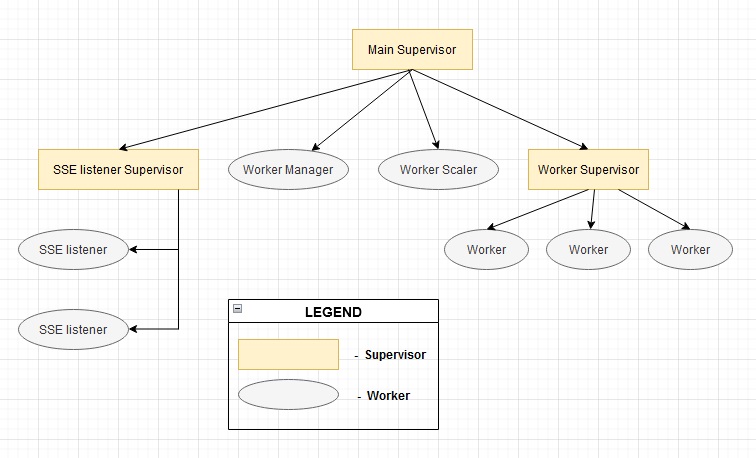 Main Supervisor
SSE listener Supervisor
Worker Manager
Worker Scaler
Worker Supervisor
SSE listener
Worker
Worker
Worker
SSE listener
LEGEND
- Supervisor
- Worker